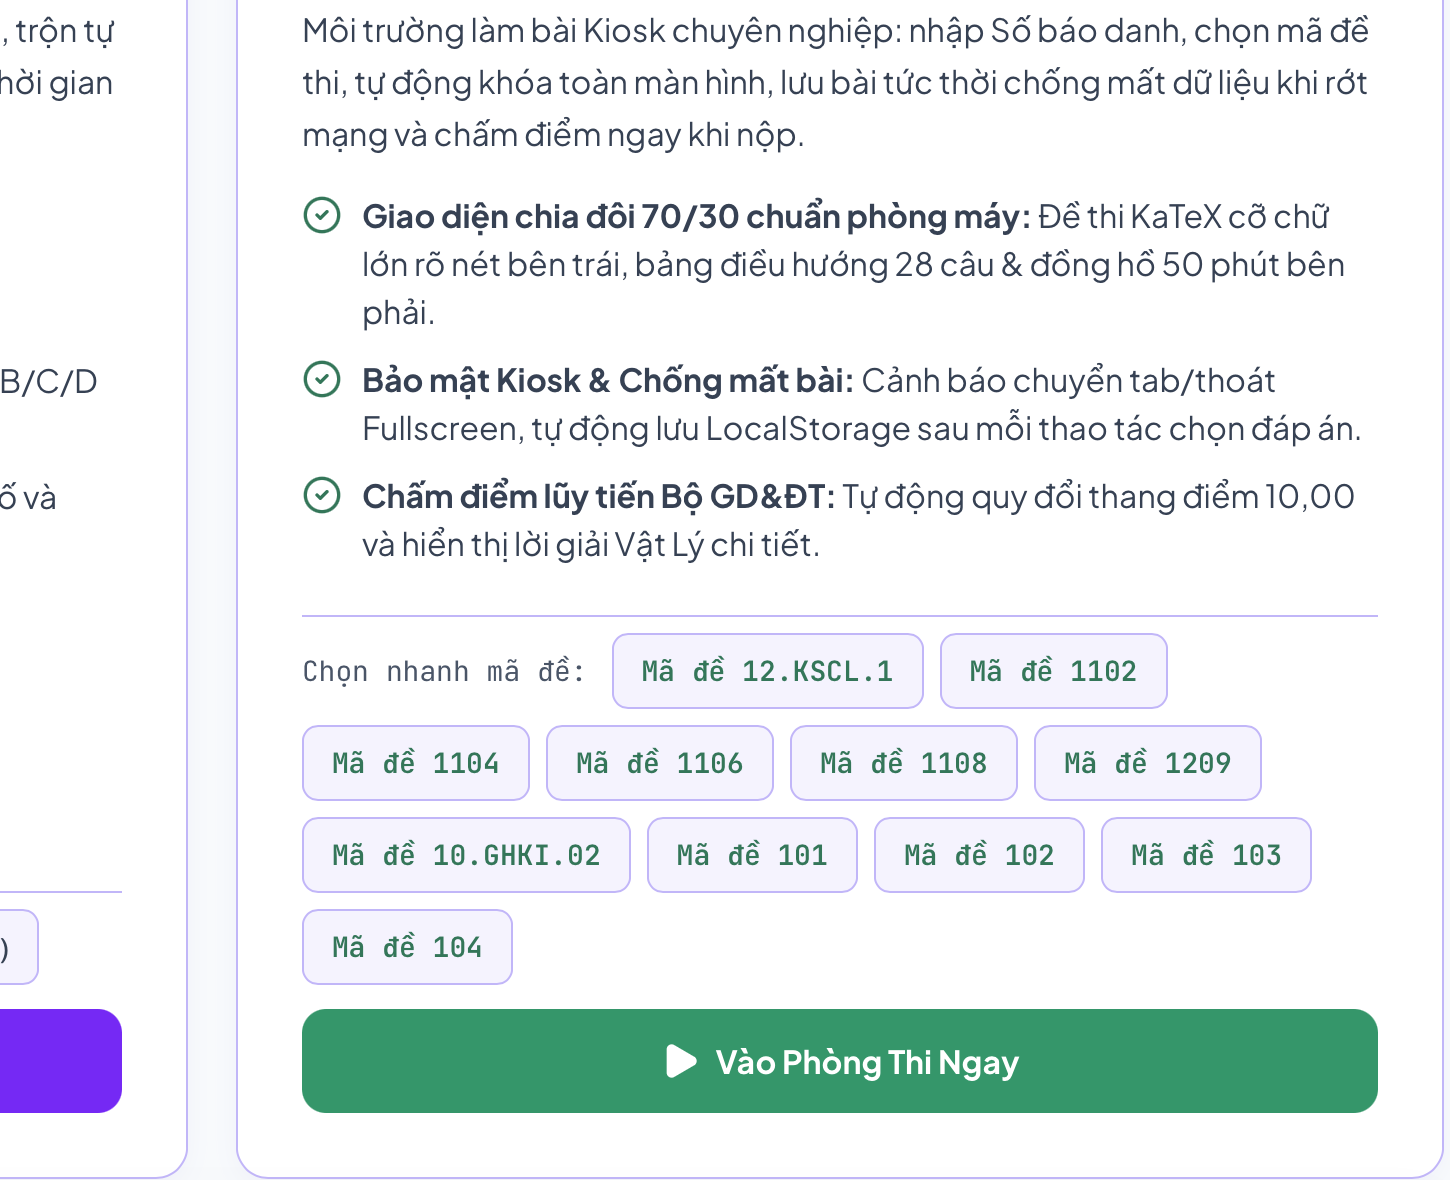 , trộn tự
hời gian
B/C/D
ố và
)
Môi trường làm bài Kiosk chuyên nghiệp: nhập Số báo danh, chọn mã đề
thi, tự động khóa toàn màn hình, lưu bài tức thời chống mất dữ liệu khi rớt
mạng và chấm điểm ngay khi nộp.
Giao diện chia đôi 70/30 chuẩn phòng máy: Đề thi KaTeX cỡ chữ
lớn rõ nét bên trái, bảng điều hướng 28 câu & đồng hồ 50 phút bên
phải.
Bảo mật Kiosk & Chống mất bài: Cảnh báo chuyển tab/thoát
Fullscreen, tự động lưu LocalStorage sau mỗi thao tác chọn đáp án.
Chấm điểm lũy tiến Bộ GD&ĐT: Tự động quy đổi thang điểm 10,00
và hiển thị lời giải Vật Lý chi tiết.
Chọn nhanh mã đề: Mã đề 12.KSCL.1 Mã đề 1102
Mã đề 1104 Mã đề 1106 Mã đề 1108 Mã đề 1209
Mã đề 10.GHKI.02 Mã đề 101 Mã đề 102 Mã đề 103
Mã đề 104
Vào Phòng Thi Ngay